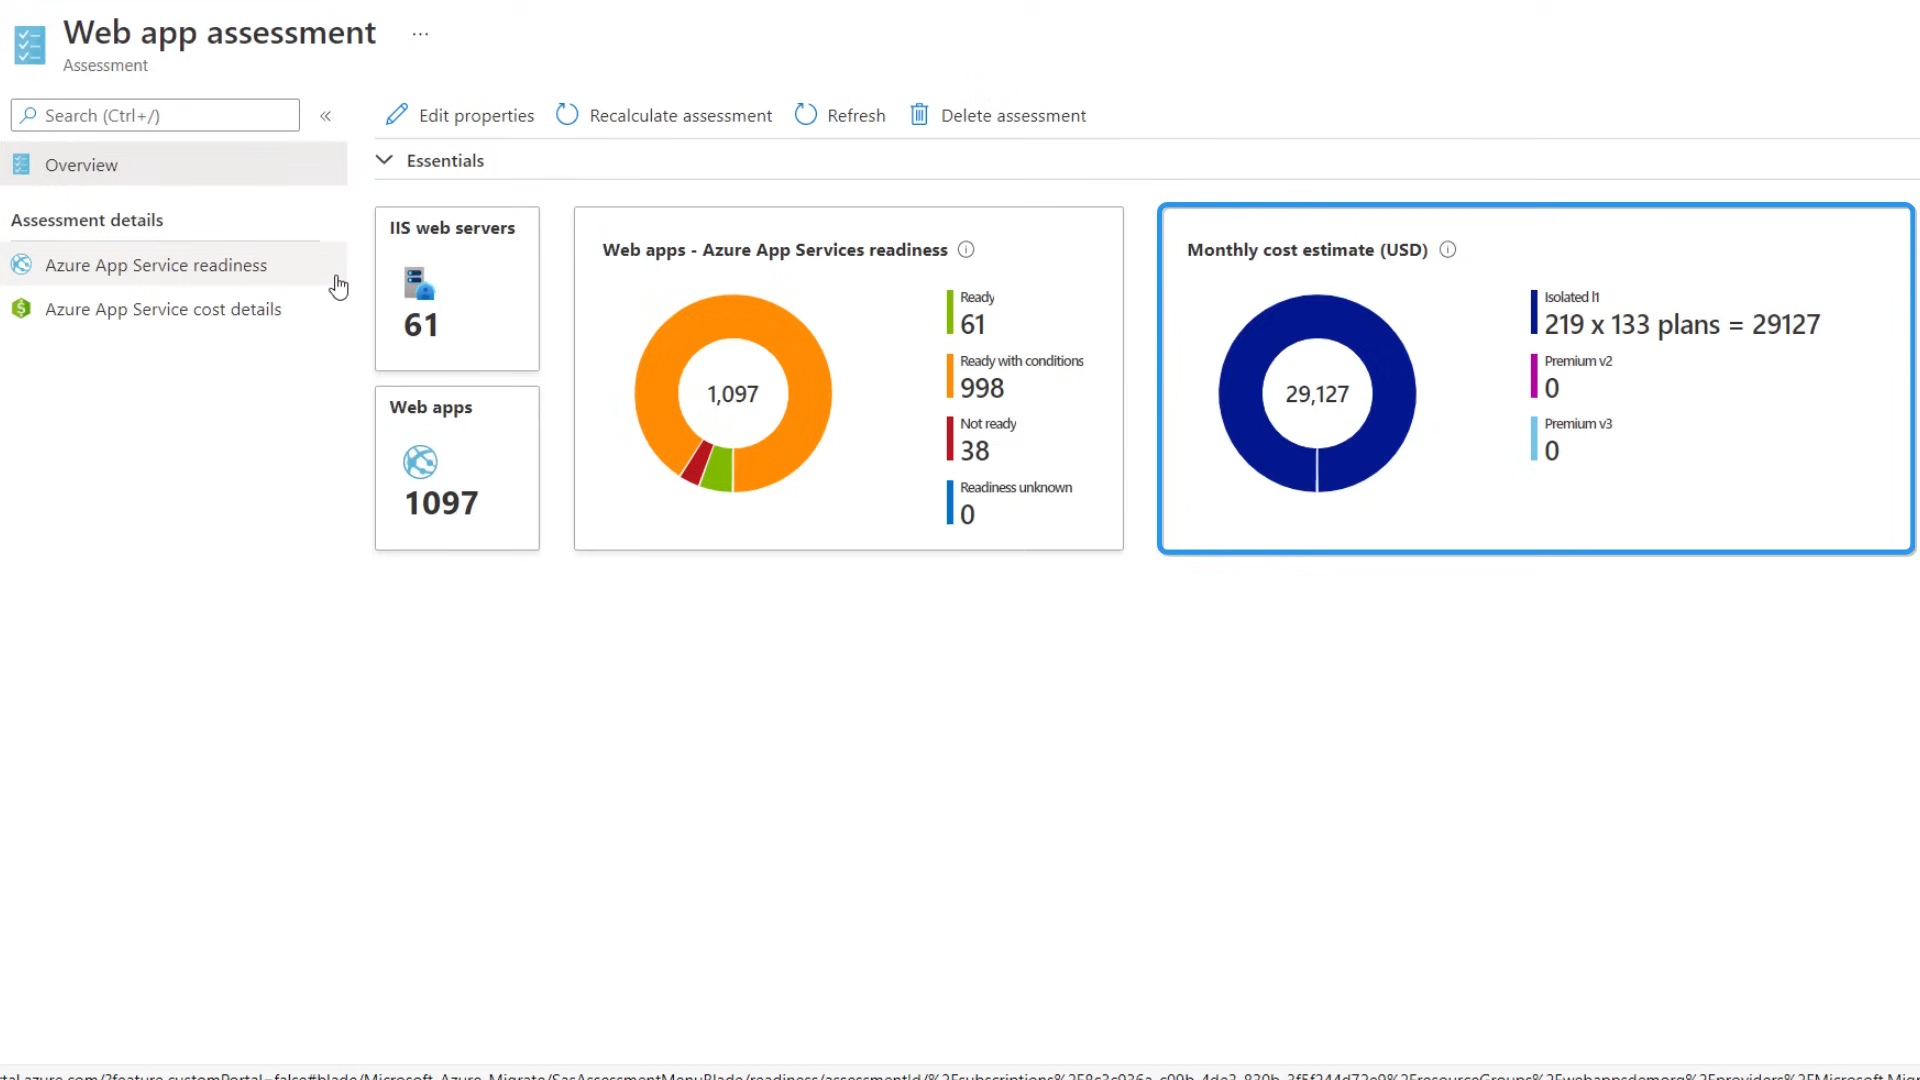 Web app assessment
...
Assessment
Search (Ctrl+/)
«
Overview
Assessment details
Azure App Service readiness
Azure App Service cost details
Edit properties
Recalculate assessment
Refresh
Delete assessment
Essentials
IIS web servers
61
Web apps
1097
Web apps - Azure App Services readiness
1,097
Ready
61
Ready with conditions
998
Not ready
38
Readiness unknown
0
Monthly cost estimate (USD)
29,127
Isolated I1
219 x 133 plans = 29127
Premium v2
0
Premium v3
0